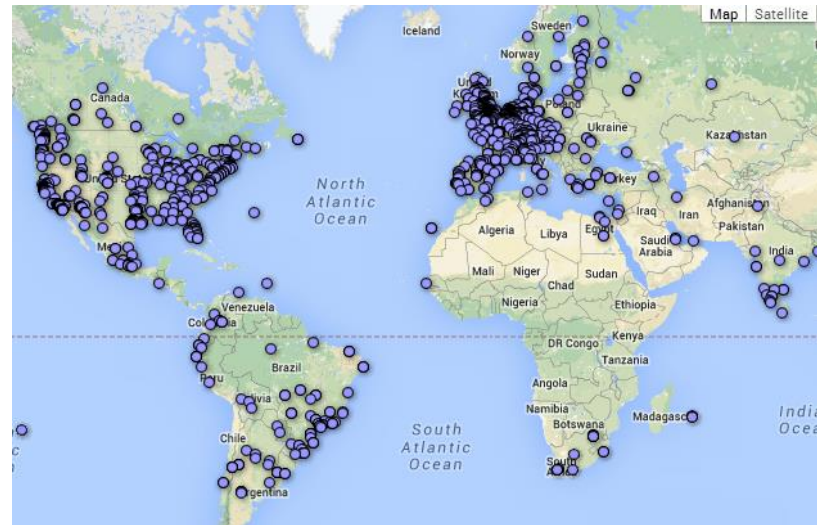 Map
Satellite
Iceland
Sweden
Norway
Canada
Poland
Ukraine
Kazakhstan
North
Atlantic
Ocean
Afghanistan
Iraq
Iran
Pakistan
Algeria
Libya
Egypt
Saudi
Arabia
India
Mali
Niger
Chad
Sudan
Nigeria
Ethiopia
Venezuela
DR Congo
Kenya
Tanzania
Brazil
Angola
Namibia
Botswana
Madagascar
Chile
South
Atlantic
Ocean
Argentina